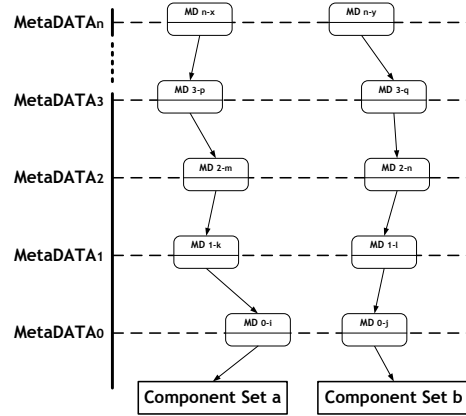 MetaDATAn MD n-x MD n-y
MetaDATA3 MD 3-p MD 3-q
MetaDATA2 MD 2-m MD 2-n
MetaDATA1 MD 1-k MD 1-l
MetaDATA0 MD 0-i MD 0-j
Component Set a Component Set b